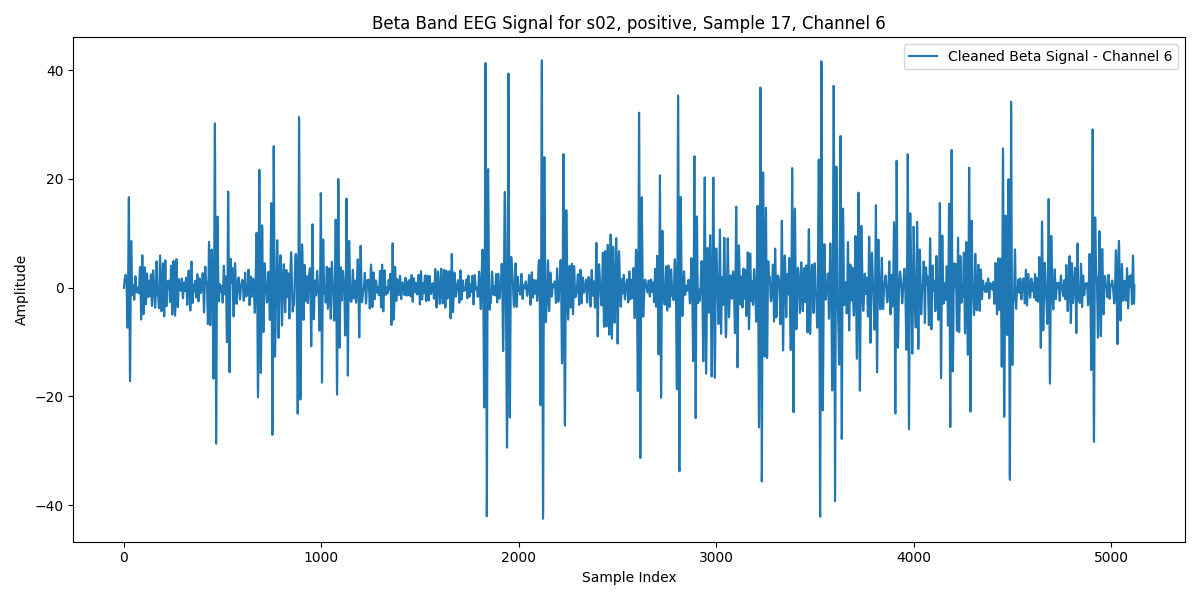 Beta Band EEG Signal for s02, positive, Sample 17, Channel 6
Cleaned Beta Signal - Channel 6
Amplitude
40
20
0
−20
−40
0 1000 2000 3000 4000 5000
Sample Index